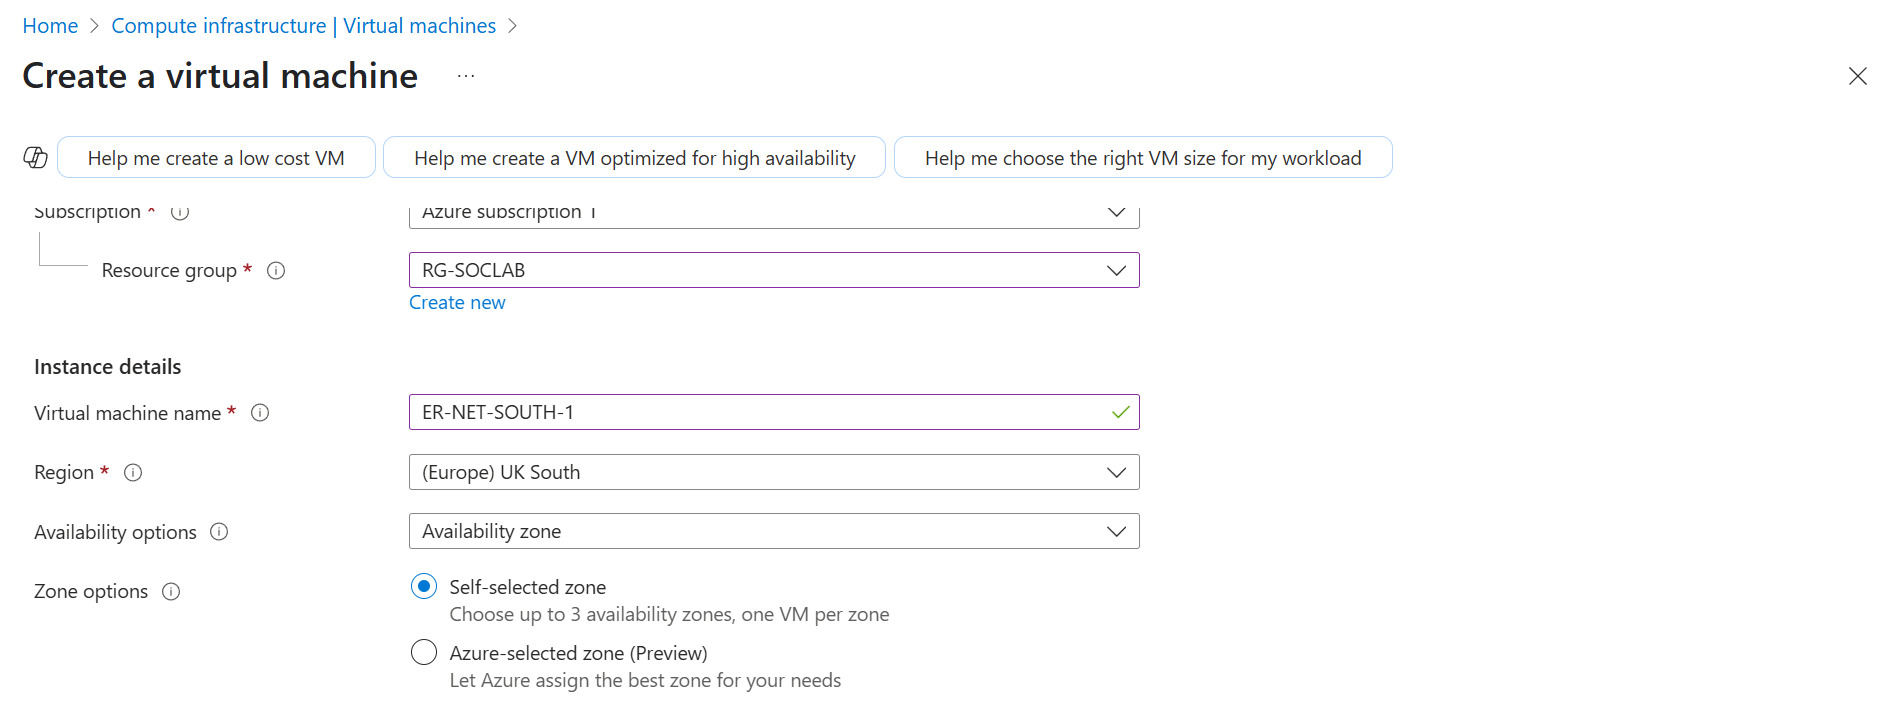 Home > Compute infrastructure | Virtual machines >
Create a virtual machine ...
Help me create a low cost VM
Help me create a VM optimized for high availability
Help me choose the right VM size for my workload
Subscription *
Azure subscription 1
Resource group *
RG-SOCLAB
Create new
Instance details
Virtual machine name *
ER-NET-SOUTH-1
Region *
(Europe) UK South
Availability options
Availability zone
Zone options
Self-selected zone
Choose up to 3 availability zones, one VM per zone
Azure-selected zone (Preview)
Let Azure assign the best zone for your needs